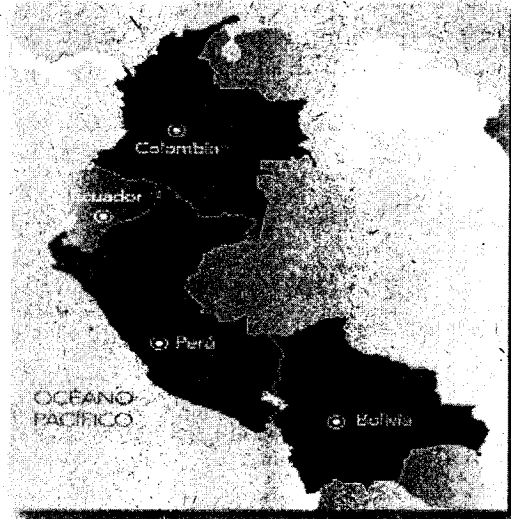 Colombia
Ecuador
Perú
OCÉANO
PACÍFICO
Bolivia